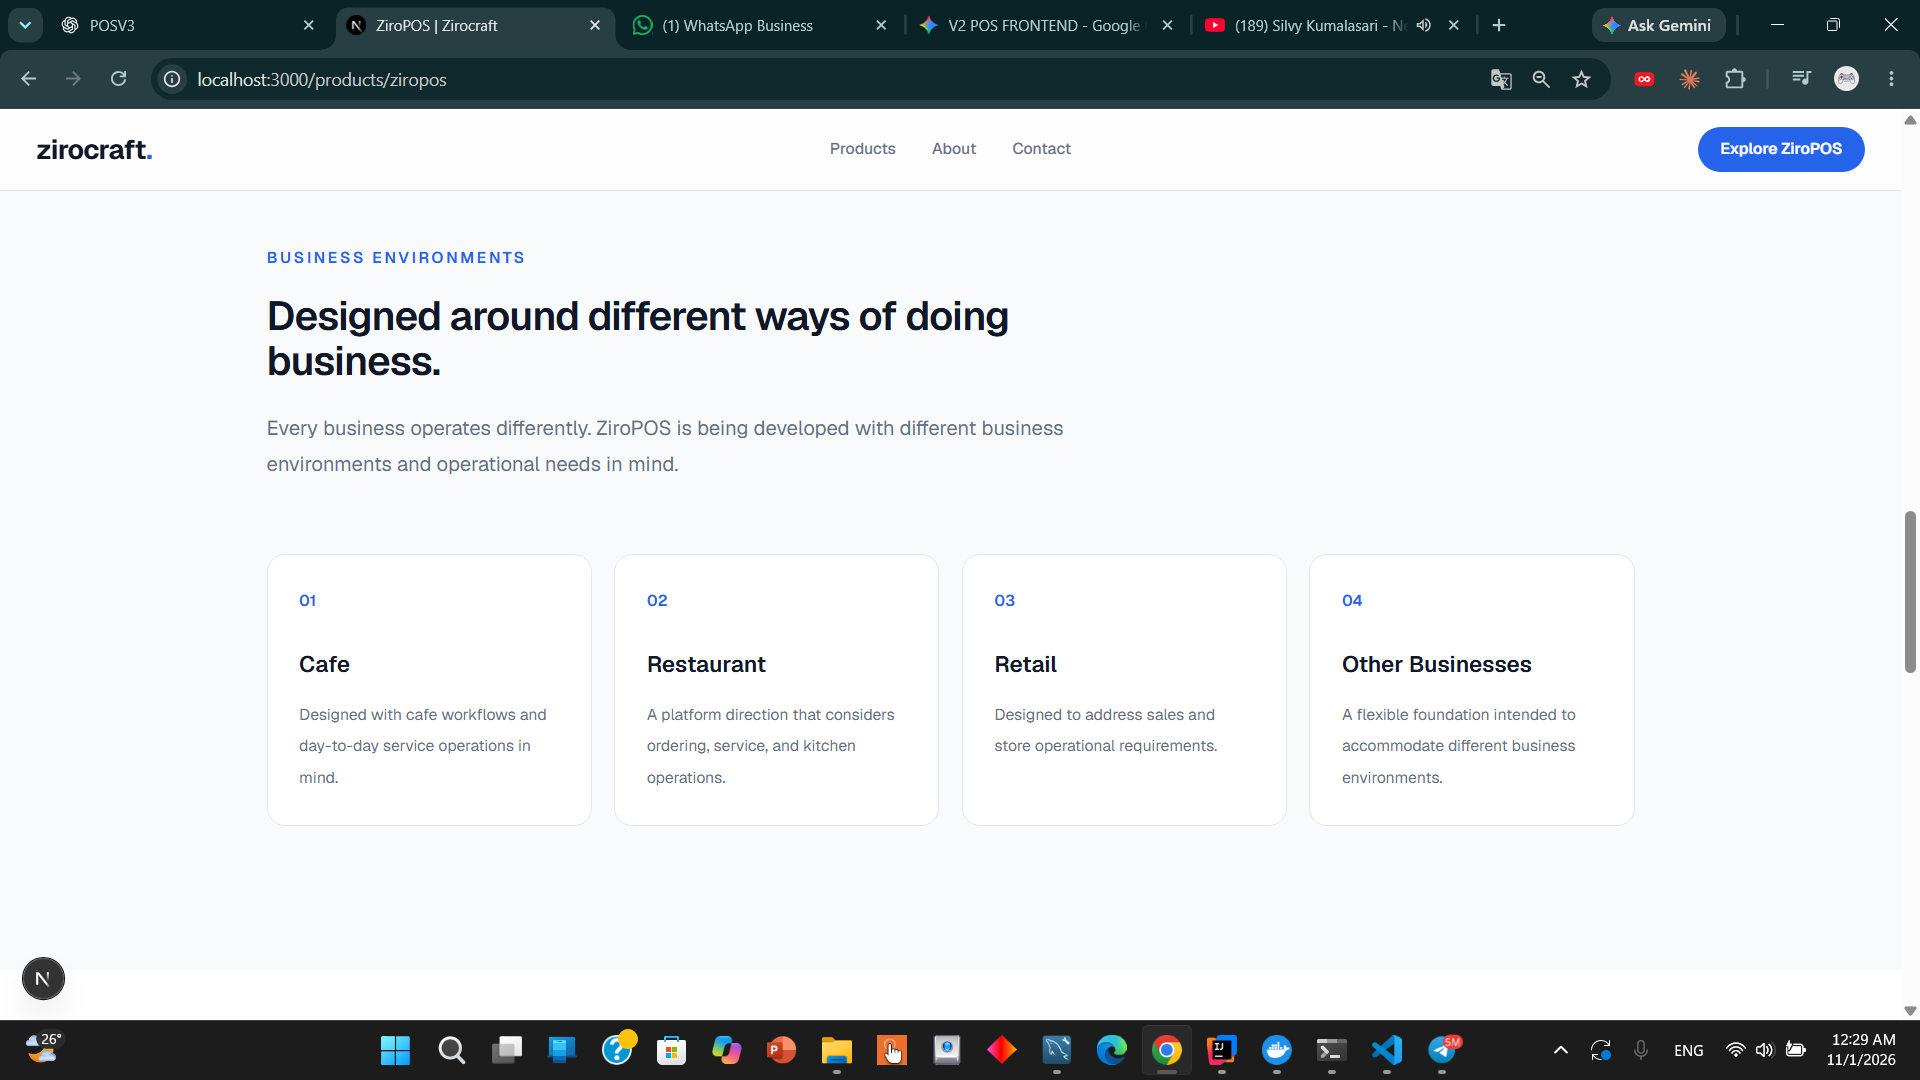 POSV3
ZiroPOS | Zirocraft
(1) WhatsApp Business
V2 POS FRONTEND - Google
(189) Silvy Kumalasari -
Ask Gemini
localhost:3000/products/ziropos
zirocraft.
Products
About
Contact
Explore ZiroPOS
BUSINESS ENVIRONMENTS
Designed around different ways of doing
business.
Every business operates differently. ZiroPOS is being developed with different business
environments and operational needs in mind.
01
Cafe
Designed with cafe workflows and
day-to-day service operations in
mind.
02
Restaurant
A platform direction that considers
ordering, service, and kitchen
operations.
03
Retail
Designed to address sales and
store operational requirements.
04
Other Businesses
A flexible foundation intended to
accommodate different business
environments.
N
26°
5M
ENG
12:29 AM
11/1/2026